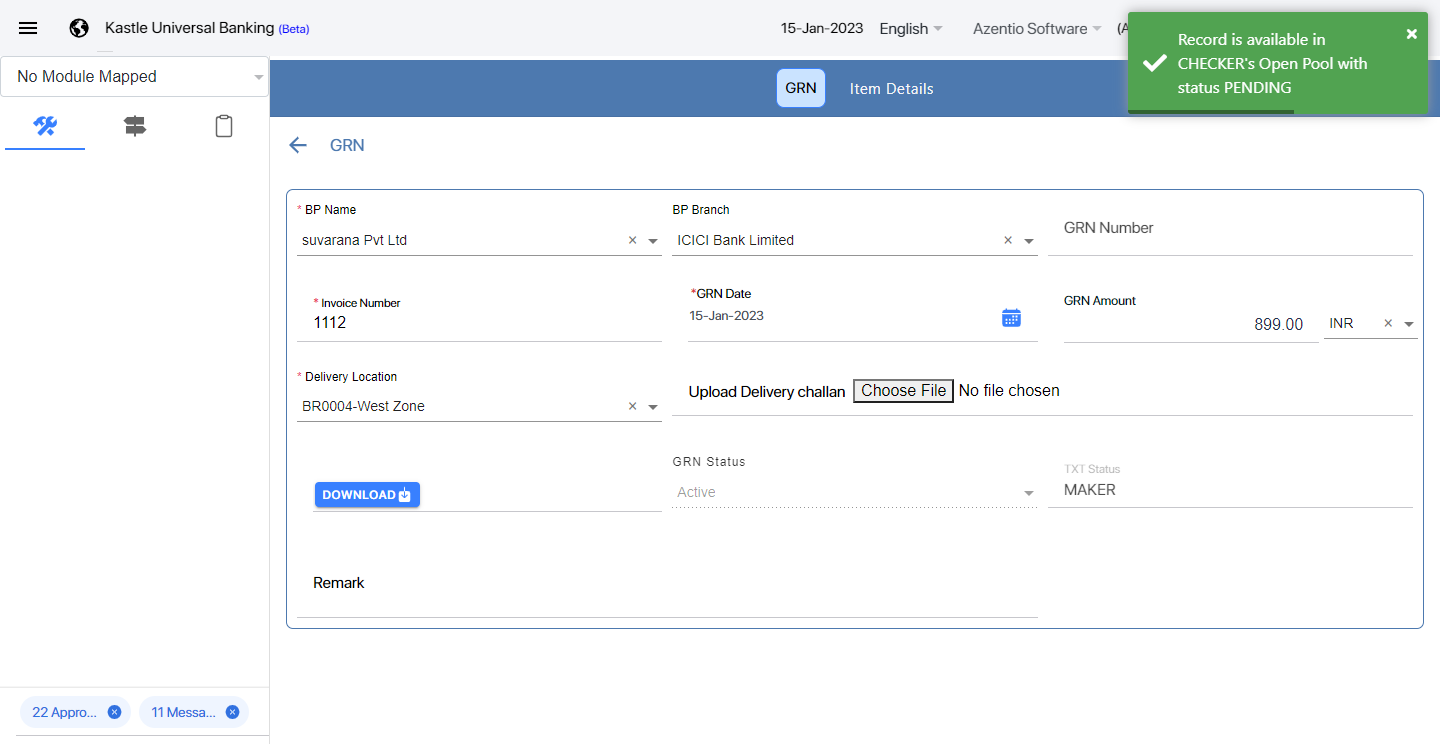 Kastle Universal Banking (Beta)
15-Jan-2023
English
Azentio Software
(A
Record is available in
CHECKER's Open Pool with
status PENDING
No Module Mapped
GRN
Item Details
GRN
* BP Name
suvarana Pvt Ltd
BP Branch
ICICI Bank Limited
GRN Number
* Invoice Number
1112
*GRN Date
15-Jan-2023
GRN Amount
899.00
INR
* Delivery Location
BR0004-West Zone
Upload Delivery challan Choose File No file chosen
DOWNLOAD
GRN Status
Active
TXT Status
MAKER
Remark
22 Appro...
11 Messa...